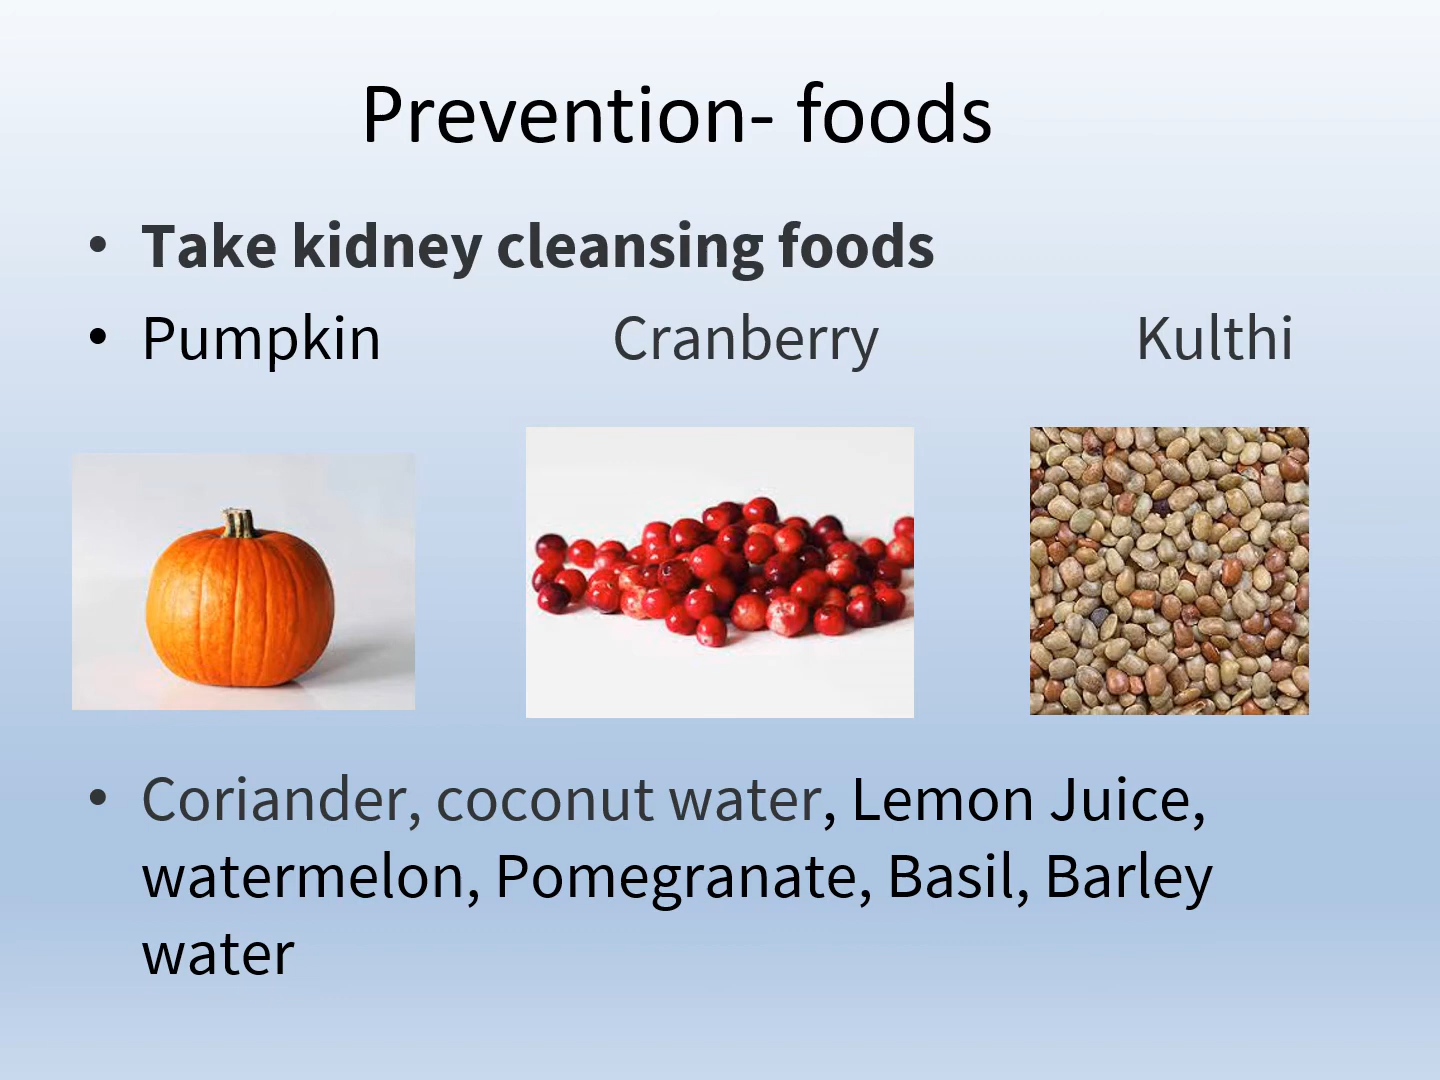 Prevention- foods
• Take kidney cleansing foods
• Pumpkin Cranberry Kulthi
• Coriander, coconut water, Lemon Juice,
watermelon, Pomegranate, Basil, Barley
water